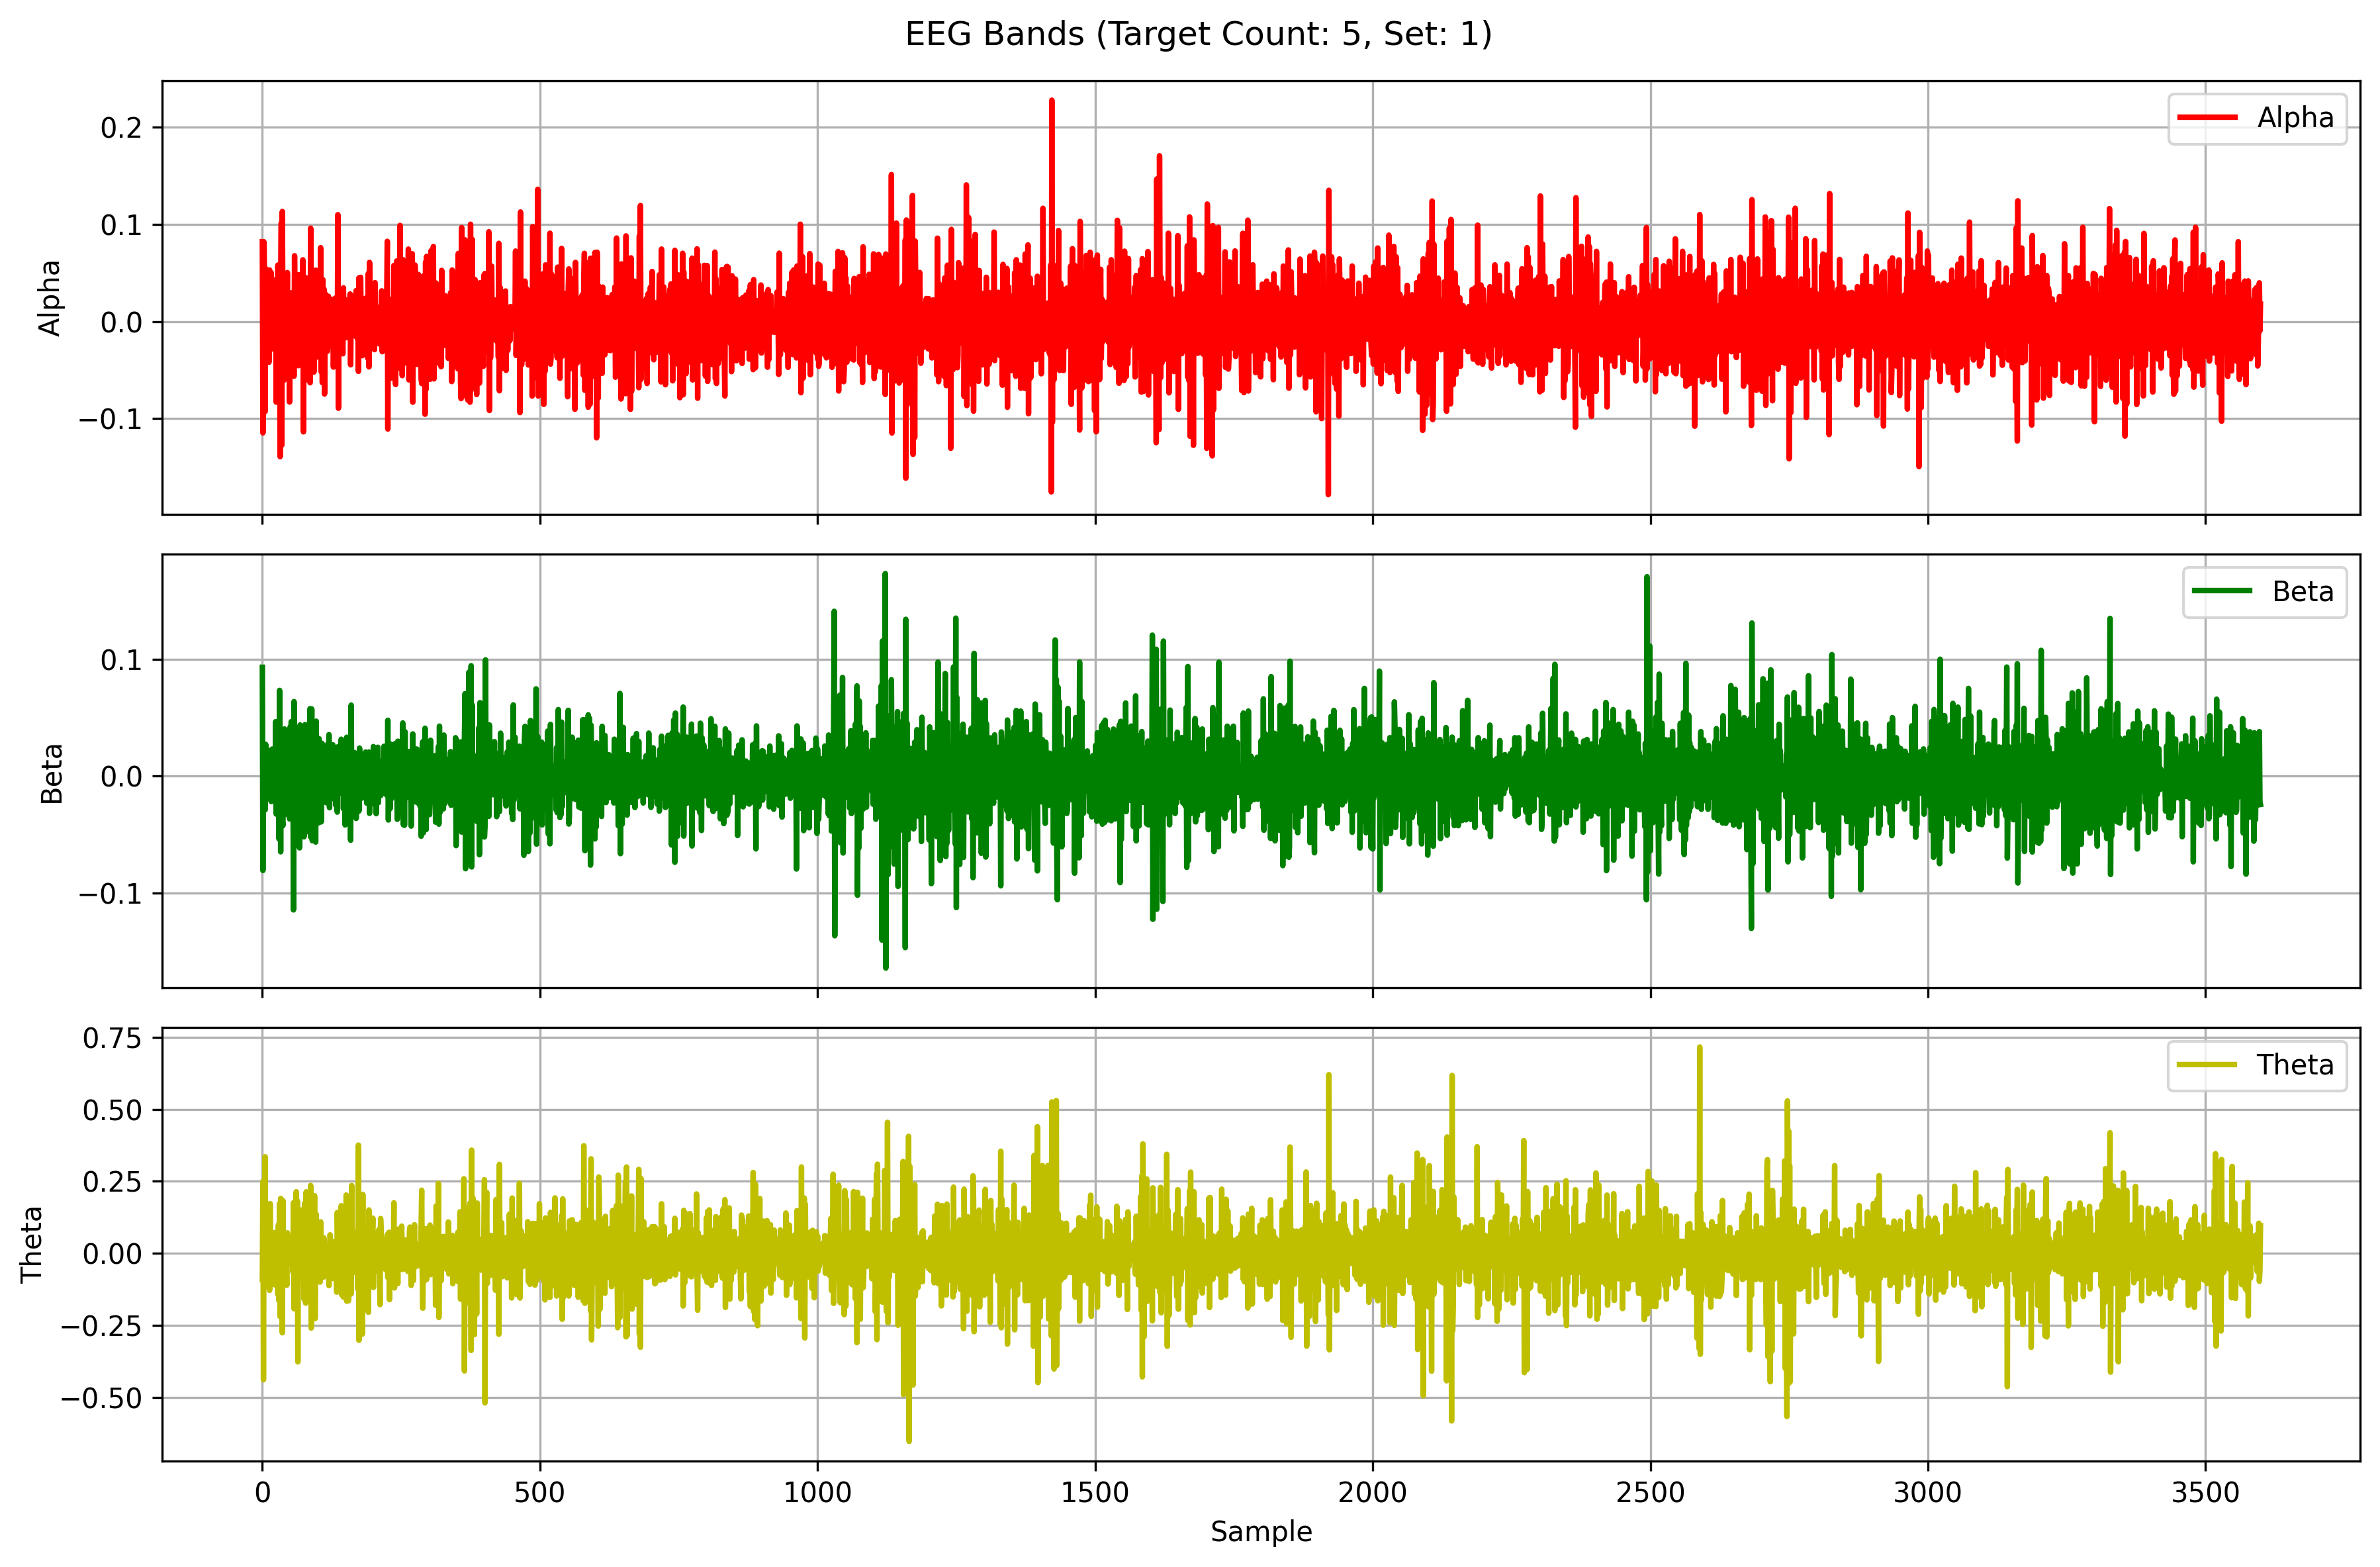 EEG Bands (Target Count: 5, Set: 1)
Alpha
0.2
0.1
0.0
−0.1
Alpha
Beta
0.1
0.0
−0.1
Beta
Theta
0.75
0.50
0.25
0.00
−0.25
−0.50
Theta
0 500 1000 1500 2000 2500 3000 3500
Sample